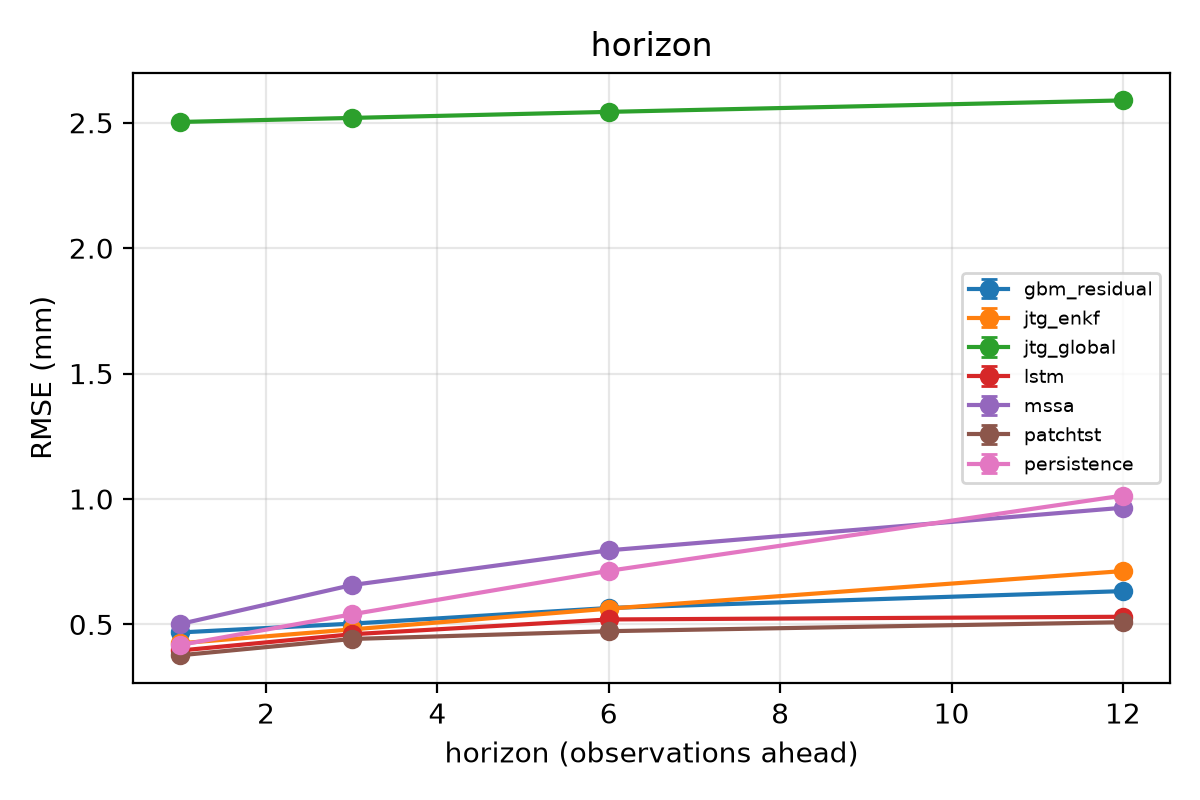 horizon
RMSE (mm)
2.5
2.0
1.5
1.0
0.5
gbm_residual
jtg_enkf
jtg_global
lstm
mssa
patchtst
persistence
2 4 6 8 10 12
horizon (observations ahead)